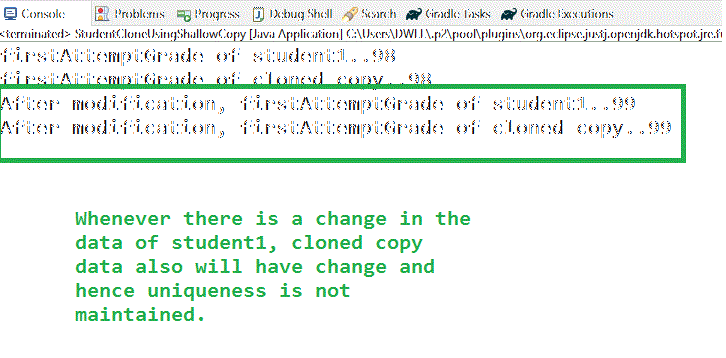 Console Problems Progress Debug Shell Search Gradle Tasks Gradle Executions
<terminated> StudentCloneUsingShallowCopy [Java Application] C:\Users\DWLL\.p2\pool\plugins\org.eclipse.justj.openjdk.hotspot.jre.fu
firstAttemptGrade of student1..98
firstAttemptGrade of cloned copy..98
After modification, firstAttemptGrade of student1..99
After modification, firstAttemptGrade of cloned copy..99
Whenever there is a change in the
data of student1, cloned copy
data also will have change and
hence uniqueness is not
maintained.